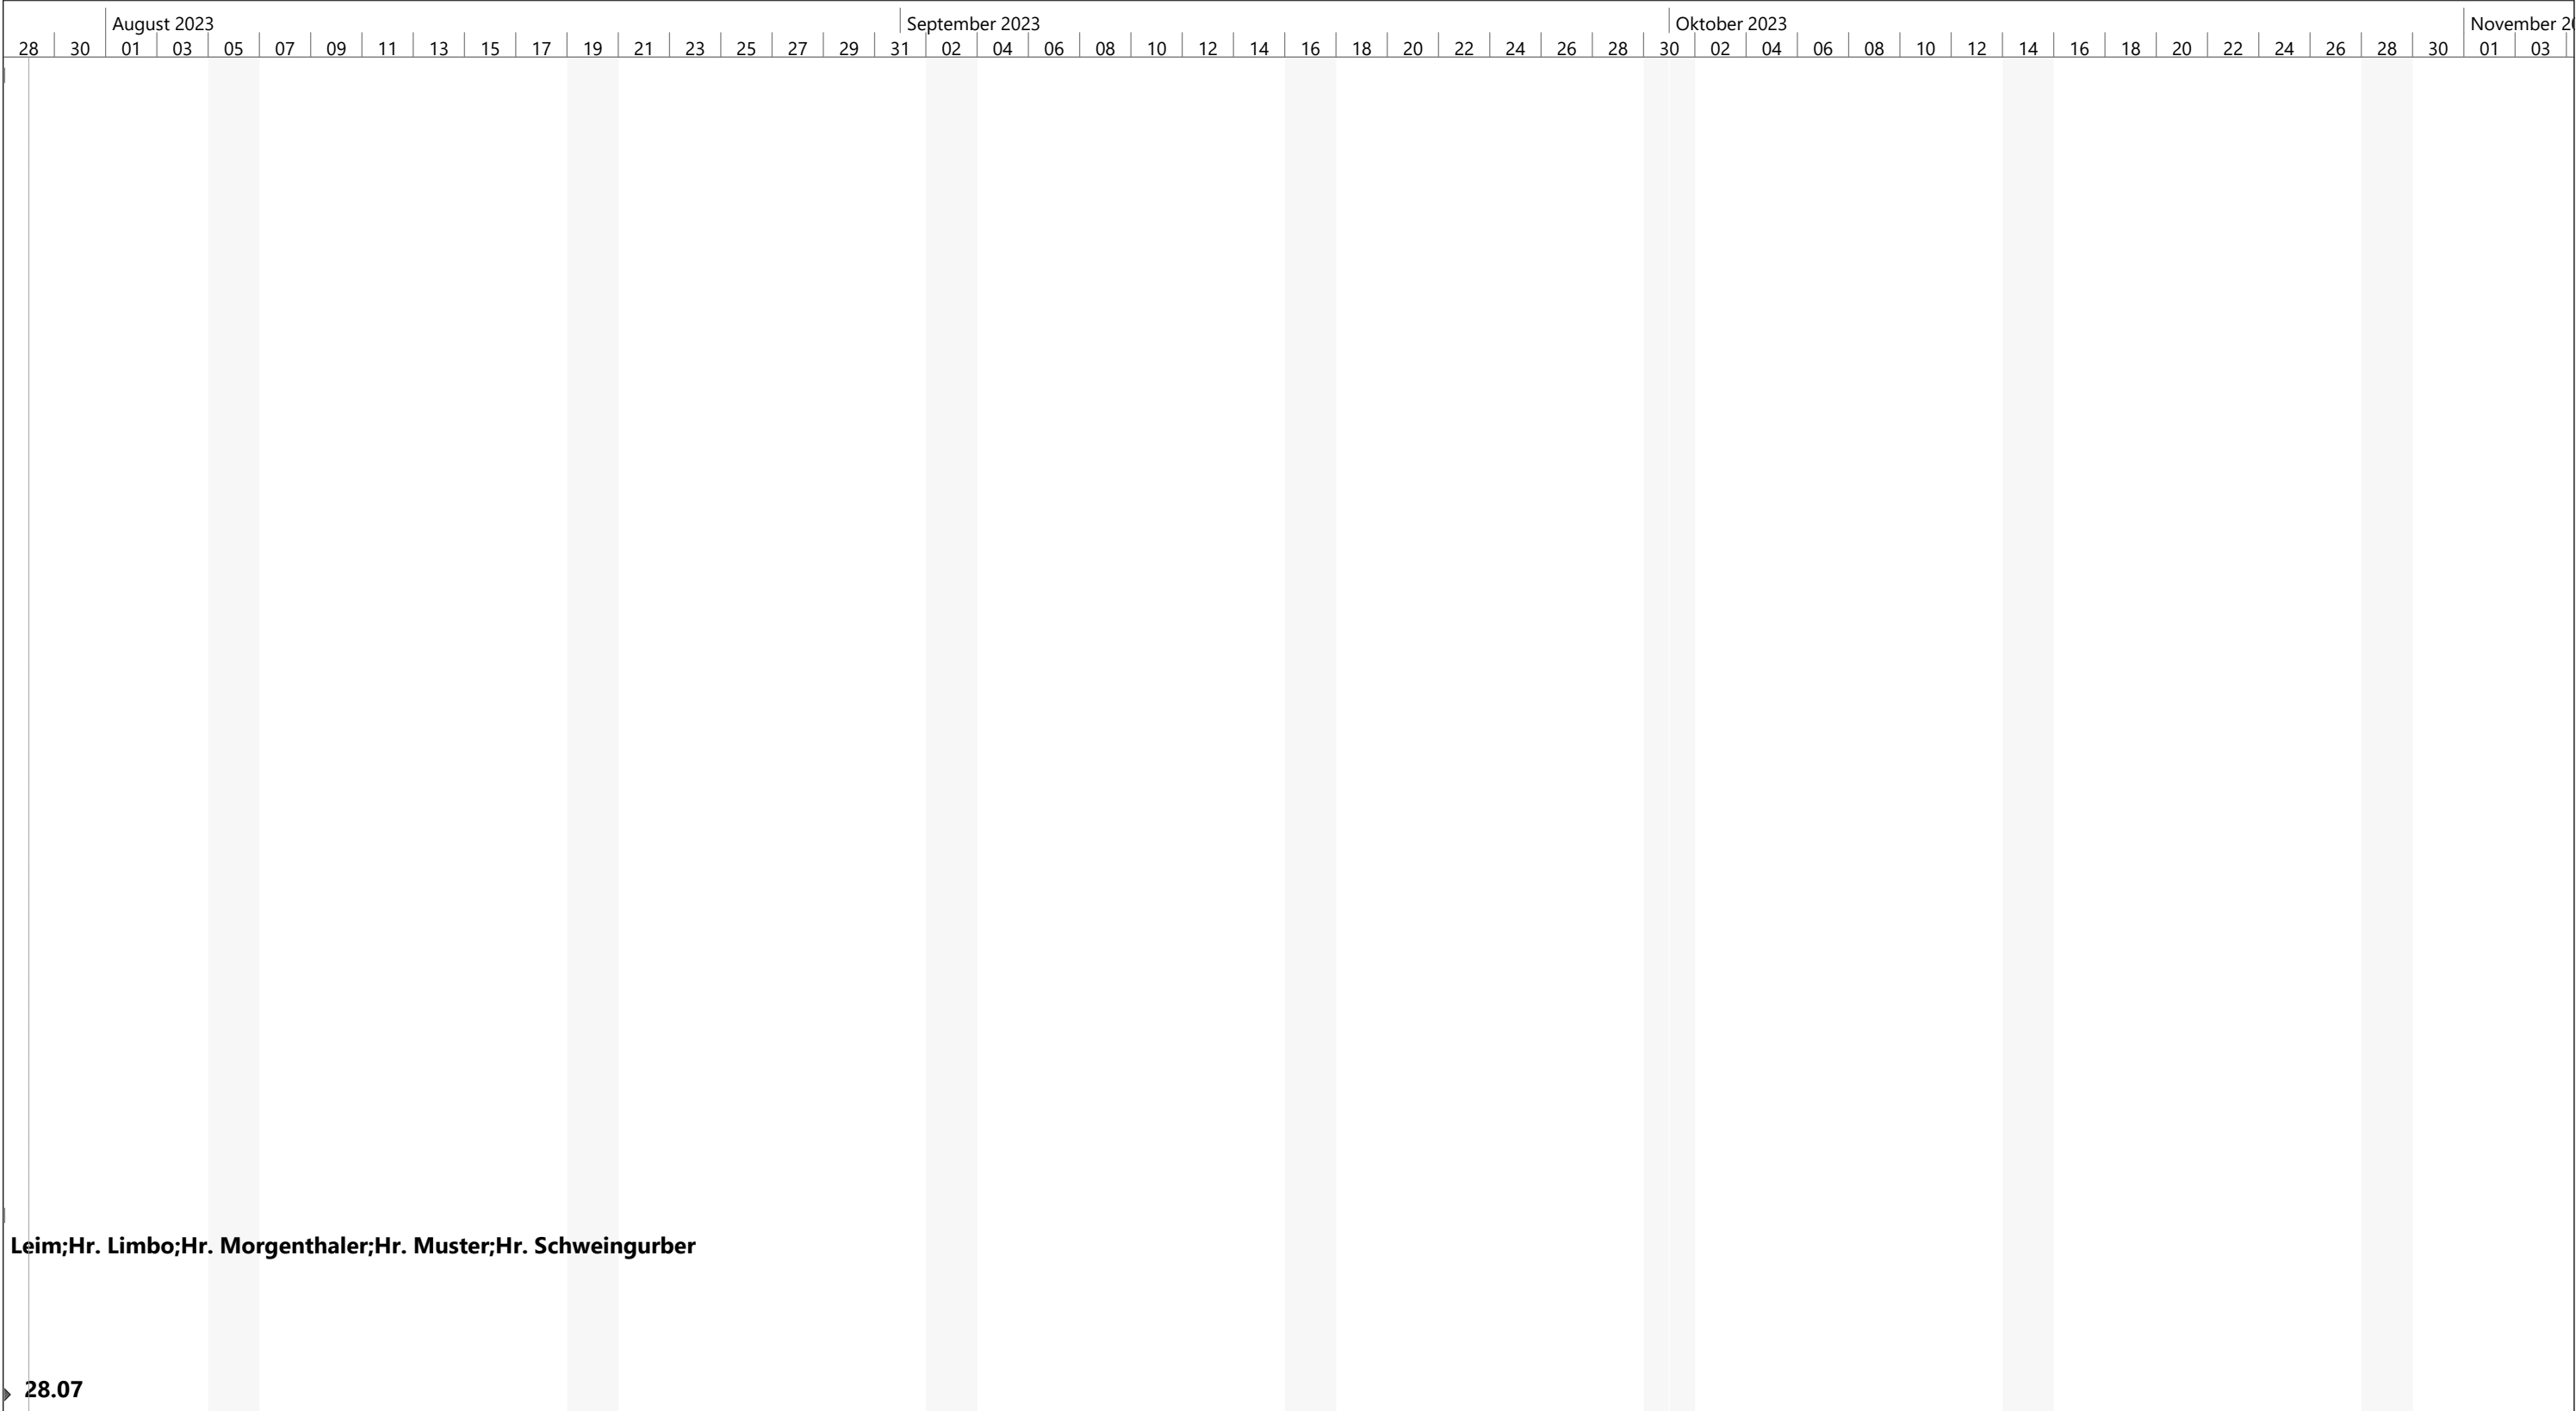 August 2023 September 2023 Oktober 2023 November 20
28 30 01 03 05 07 09 11 13 15 17 19 21 23 25 27 29 31 02 04 06 08 10 12 14 16 18 20 22 24 26 28 30 02 04 06 08 10 12 14 16 18 20 22 24 26 28 30 01 03
Leim;Hr. Limbo;Hr. Morgenthaler;Hr. Muster;Hr. Schweingurber
28.07